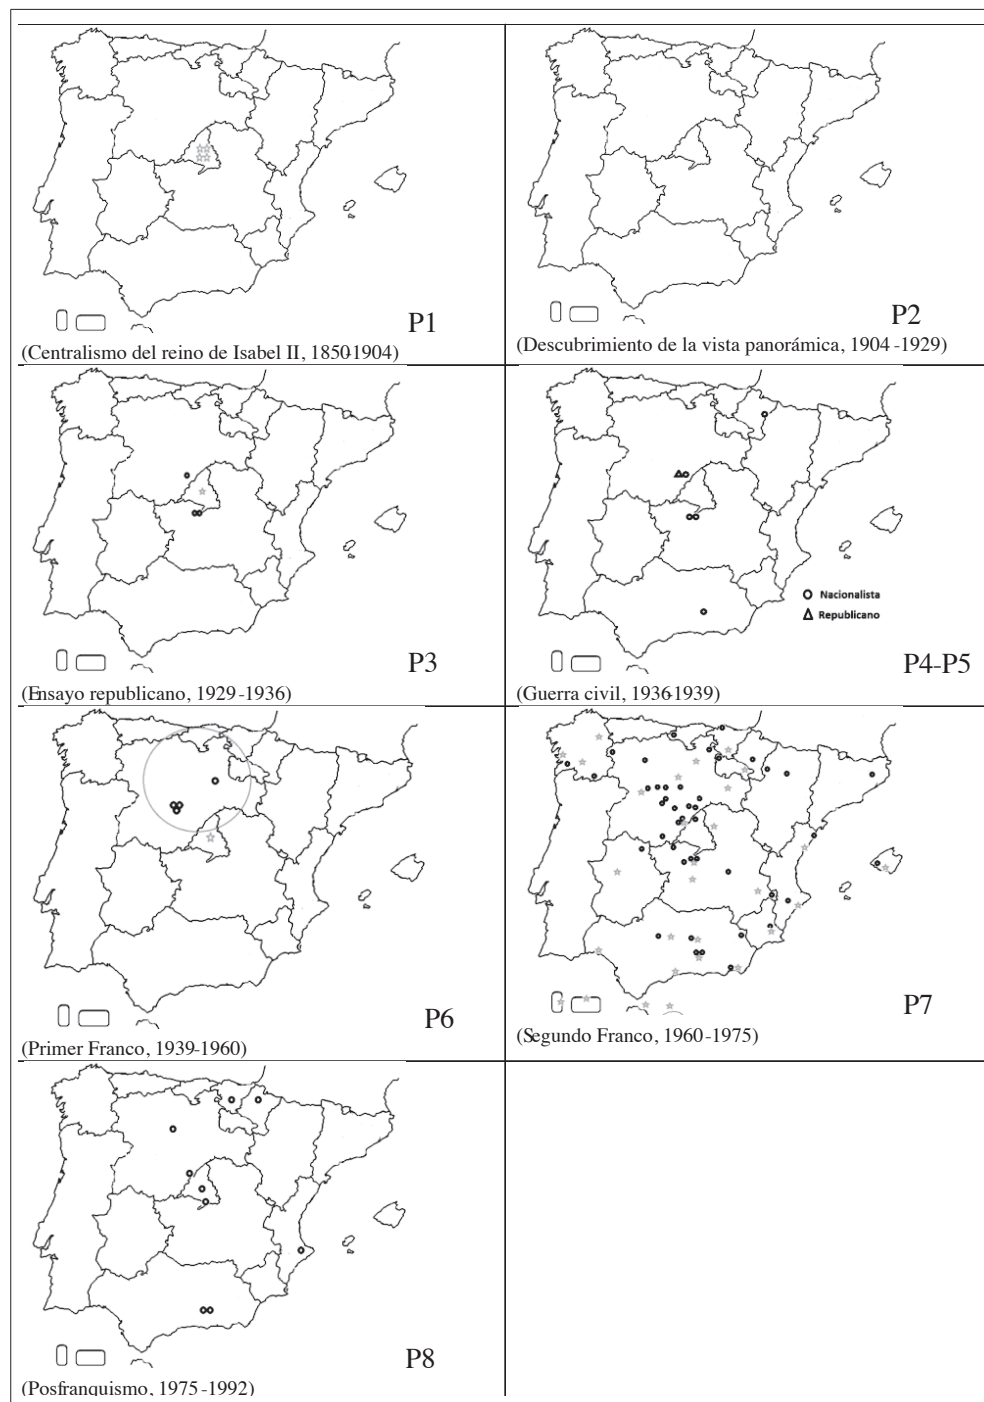 P1
(Centralismo del reino de Isabel II, 1850-1904)
P2
(Descubrimiento de la vista panorámica, 1904 -1929)
P3
(Ensayo republicano, 1929 -1936)
Nacionalista
Republicano
P4-P5
(Guerra civil, 1936-1939)
P6
(Primer Franco, 1939-1960)
P7
(Segundo Franco, 1960 -1975)
P8
(Posfranquismo, 1975 -1992)